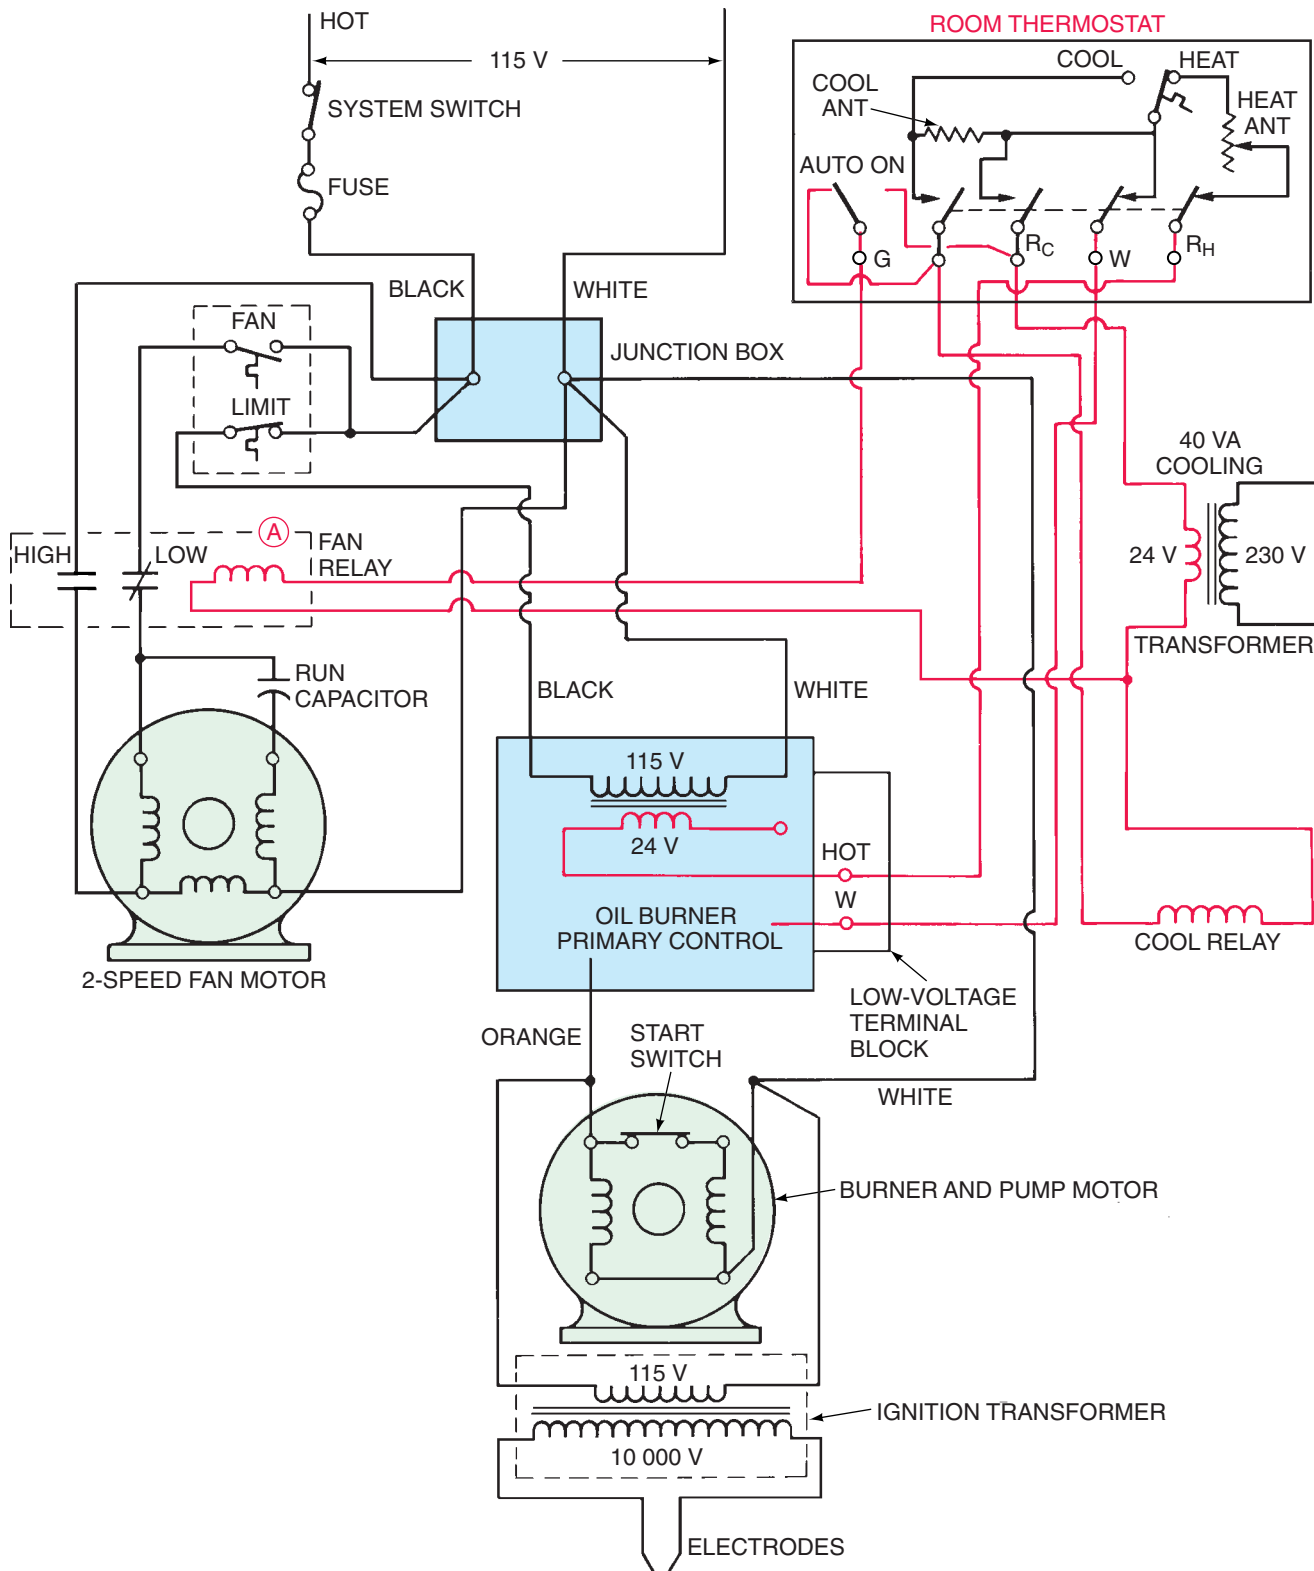 HOT
115 V
SYSTEM SWITCH
FUSE
BLACK
WHITE
ROOM THERMOSTAT
COOL
HEAT
COOL
ANT
HEAT
ANT
AUTO ON
G
RC
W
RH
FAN
LIMIT
JUNCTION BOX
40 VA
COOLING
24 V
230 V
TRANSFORMER
HIGH
LOW
A
FAN
RELAY
RUN
CAPACITOR
BLACK
WHITE
2-SPEED FAN MOTOR
115 V
24 V
HOT
W
OIL BURNER
PRIMARY CONTROL
COOL RELAY
LOW-VOLTAGE
TERMINAL
BLOCK
ORANGE
START
SWITCH
WHITE
BURNER AND PUMP MOTOR
115 V
IGNITION TRANSFORMER
10 000 V
ELECTRODES